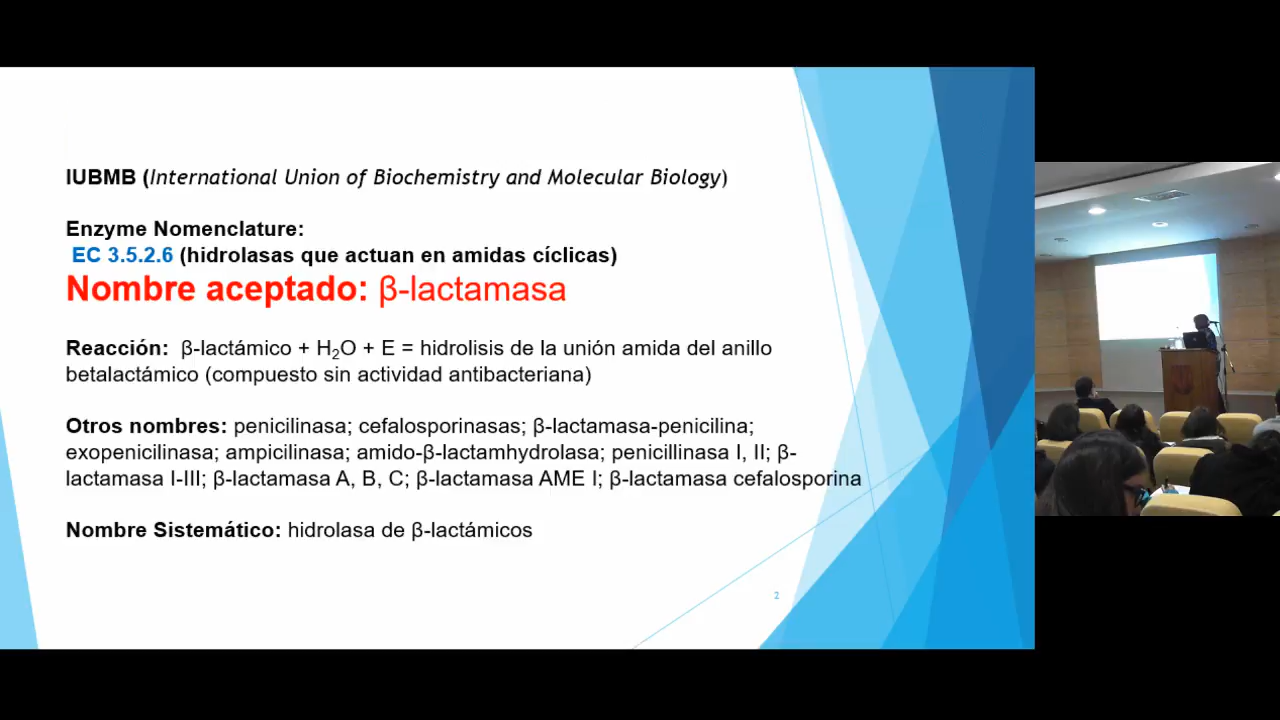 IUBMB (International Union of Biochemistry and Molecular Biology)
Enzyme Nomenclature:
EC 3.5.2.6 (hidrolasas que actuan en amidas cíclicas)
Nombre aceptado: β-lactamasa
Reacción: β-lactámico + H₂O + E = hidrolisis de la unión amida del anillo
betalactámico (compuesto sin actividad antibacteriana)
Otros nombres: penicilinasa; cefalosporinasas; β-lactamasa-penicilina;
exopenicilinasa; ampicilinasa; amido-β-lactamhydrolasa; penicillinasa I, II; β-
lactamasa I-III; β-lactamasa A, B, C; β-lactamasa AME I; β-lactamasa cefalosporina
Nombre Sistemático: hidrolasa de β-lactámicos
2